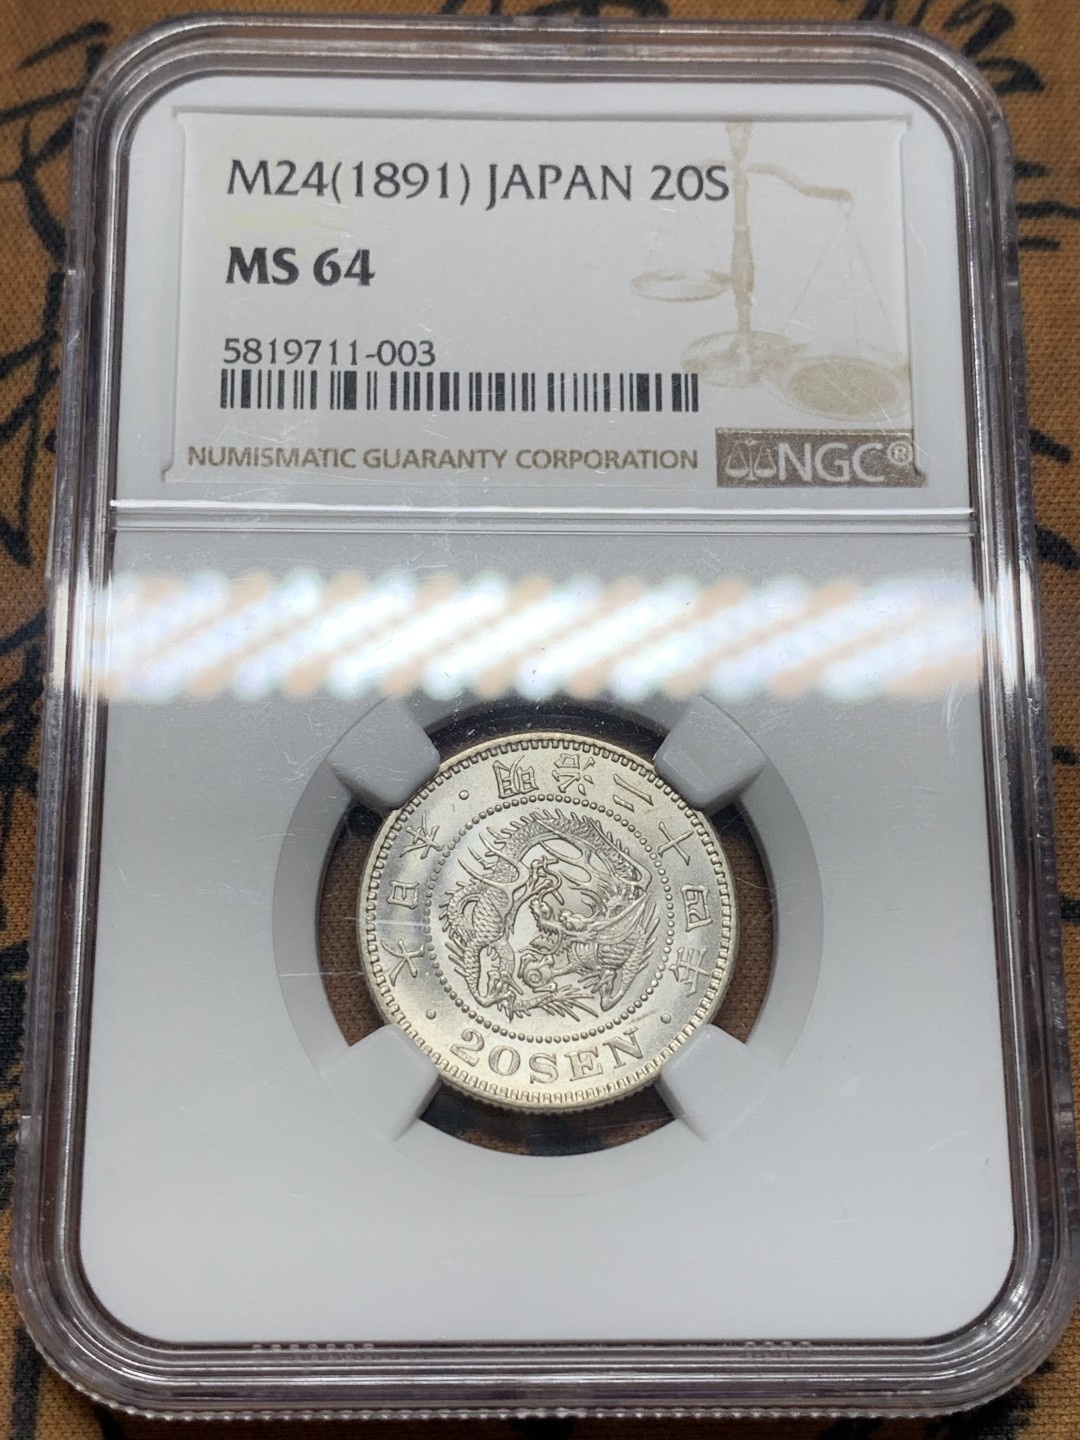 M24(1891) JAPAN 20S
MS 64
5819711-003
NUMISMATIC GUARANTY CORPORATION
NGC®
大日本 · 明治二十四年 ·
20SEN